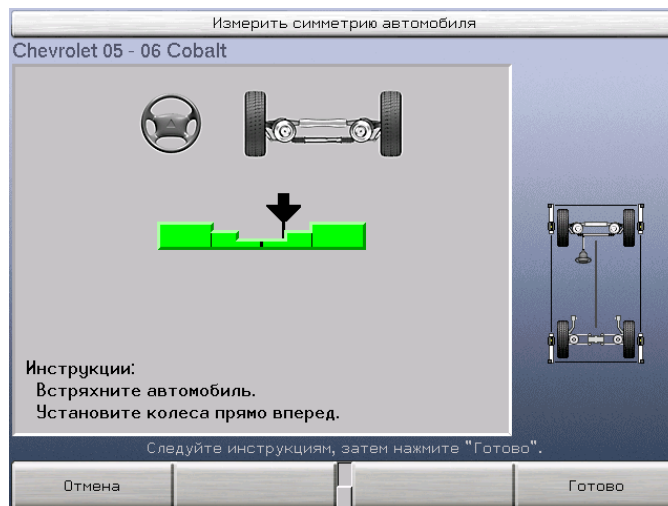 Измерить симметрию автомобиля
Chevrolet 05 - 06 Cobalt
Инструкции:
Встряхните автомобиль.
Установите колеса прямо вперед.
Следуйте инструкциям, затем нажмите "Готово".
Отмена
Готово